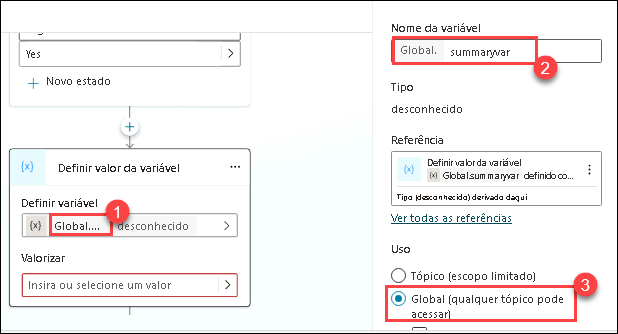 Yes
Novo estado
{x} Definir valor da variável ...
Definir variável
1
{x} Global.... desconhecido
Valorizar
Insira ou selecione um valor
Nome da variável
Global. summaryvar
2
Tipo
desconhecido
Referência
{x} Definir valor da variável
{x} Global.summaryvar definido co...
Tipo (desconhecido) derivado daqui
Ver todas as referências
Uso
Tópico (escopo limitado)
3
Global (qualquer tópico pode
acessar)